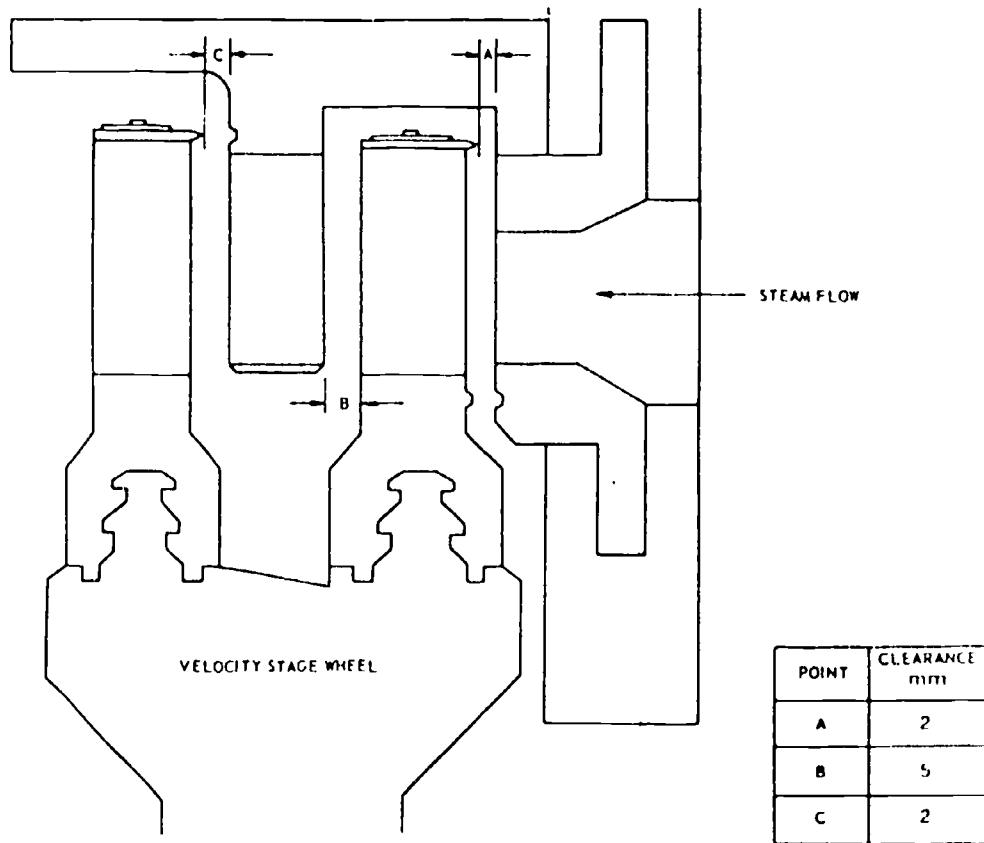 C
A
STEAM FLOW
B
VELOCITY STAGE WHEEL
POINT CLEARANCE mm
A 2
B 5
C 2